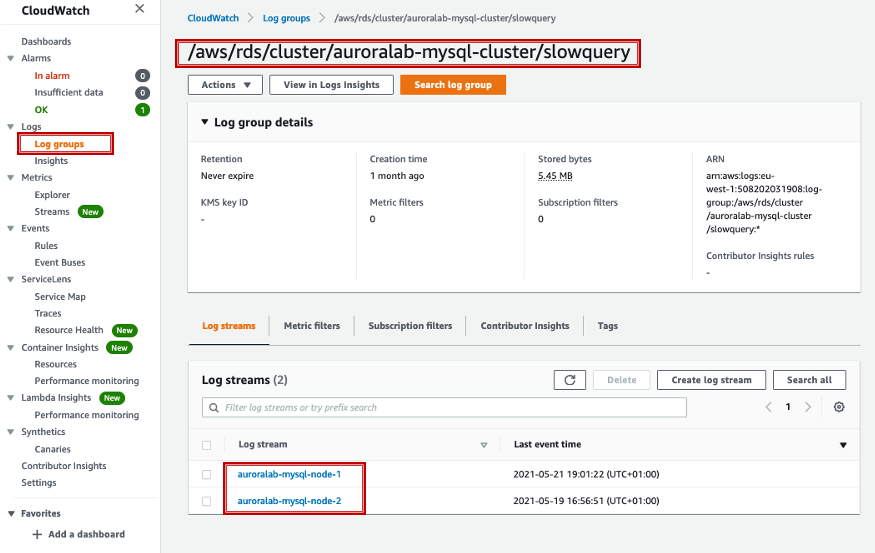 CloudWatch
Dashboards
Alarms
In alarm 0
Insufficient data 0
OK 1
Logs
Log groups
Insights
Metrics
Explorer
Streams New
Events
Rules
Event Buses
ServiceLens
Service Map
Traces
Resource Health New
Container Insights New
Resources
Performance monitoring
Lambda Insights New
Performance monitoring
Synthetics
Canaries
Contributor Insights
Settings
Favorites
Add a dashboard
CloudWatch Log groups /aws/rds/cluster/auroralab-mysql-cluster/slowquery
/aws/rds/cluster/auroralab-mysql-cluster/slowquery
Actions View in Logs Insights Search log group
Log group details
Retention
Never expire
KMS key ID
-
Creation time
1 month ago
Metric filters
0
Stored bytes
5.45 MB
Subscription filters
0
ARN
arn:aws:logs:eu-
west-1:508202031908:log-
group:/aws/rds/cluster
/auroralab-mysql-cluster
/slowquery:*
Contributor Insights rules
-
Log streams Metric filters Subscription filters Contributor Insights Tags
Log streams (2) Delete Create log stream Search all
Filter log streams or try prefix search 1
Log stream Last event time
auroralab-mysql-node-1 2021-05-21 19:01:22 (UTC+01:00)
auroralab-mysql-node-2 2021-05-19 16:56:51 (UTC+01:00)